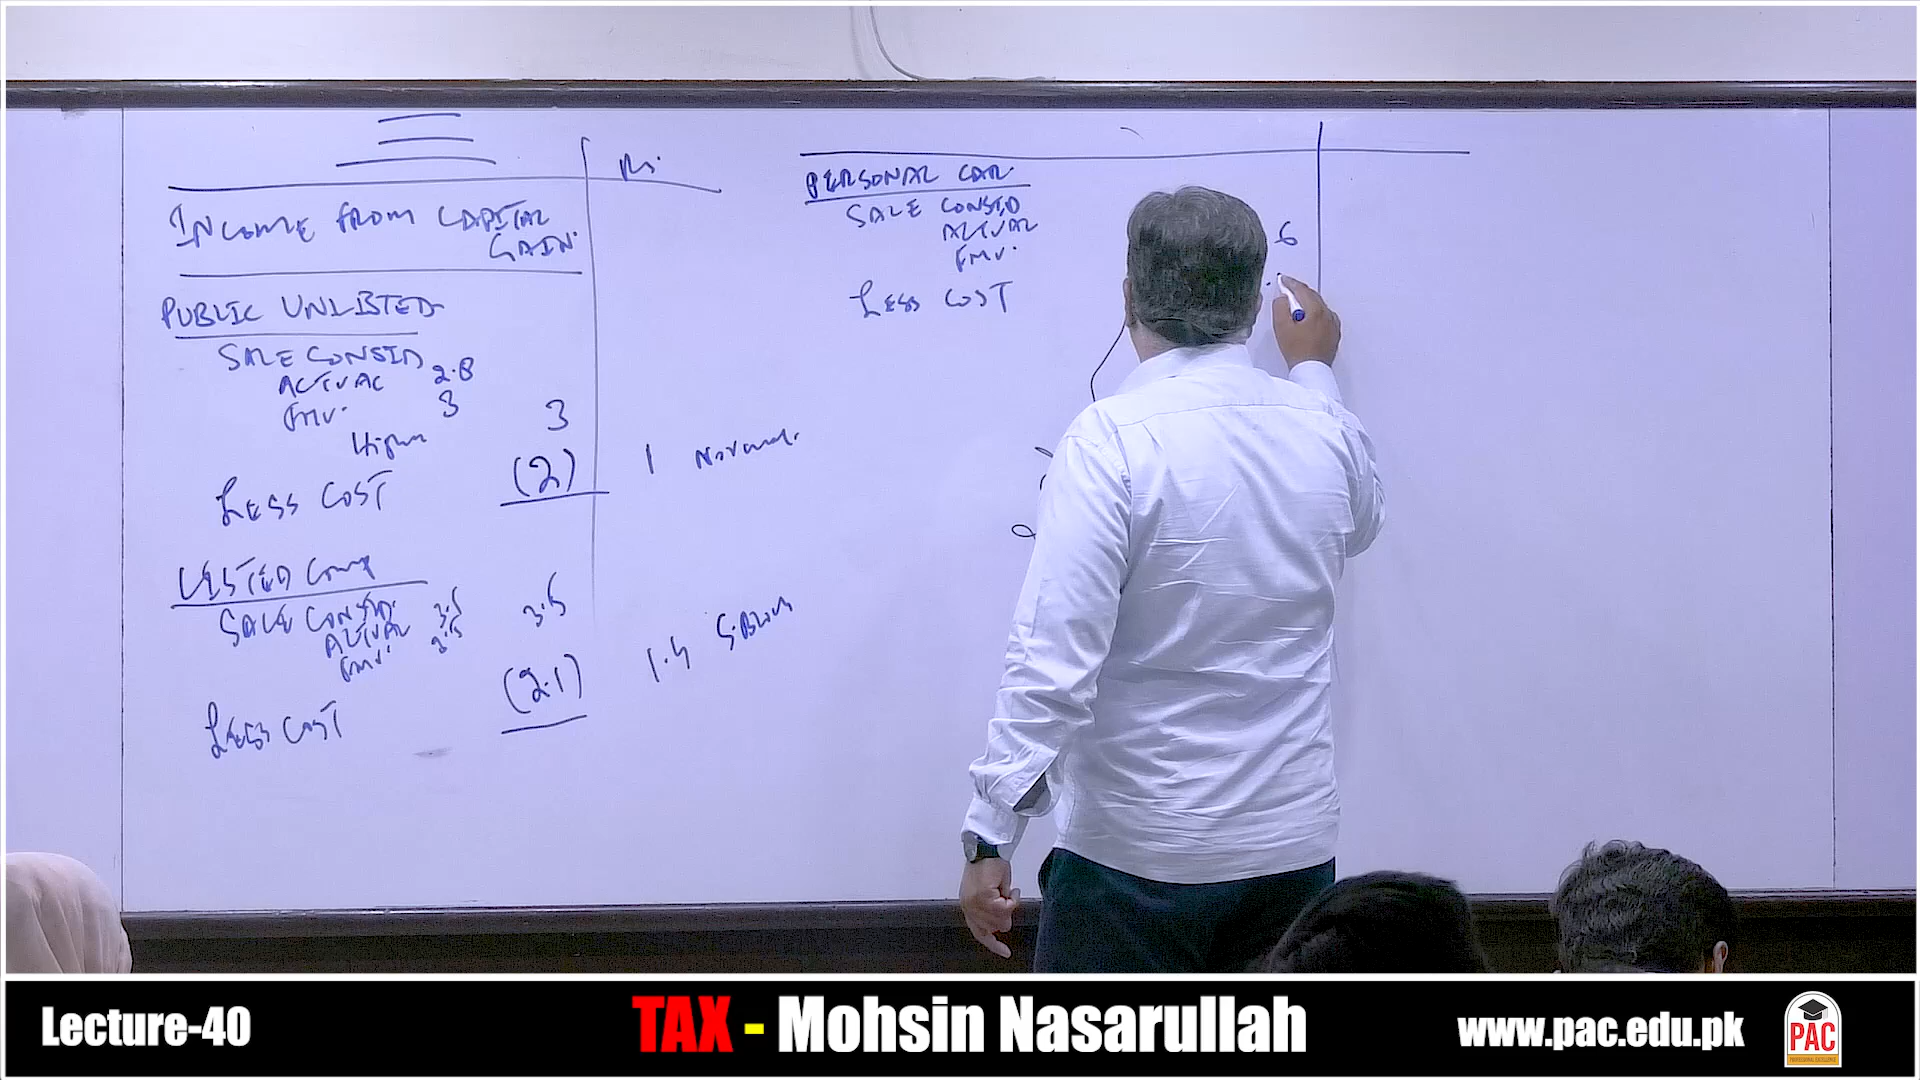 Rs.
INCOME FROM CAPITAL
GAIN.
PUBLIC UNLISTED
SALE CONSID
ACTUAL 2.8
FMV. 3 3
Higher
LESS COST (2) 1 Normal.
LISTED Comp
SALE CONSID. 3.5
ACTUAL 3.5
FMV.
LESS COST (2.1) 1.4 S.Block
PERSONAL CAR.
SALE CONSID
ACTUAL 6
FMV.
LESS COST
Lecture-40
TAX - Mohsin Nasarullah
www.pac.edu.pk
PAC